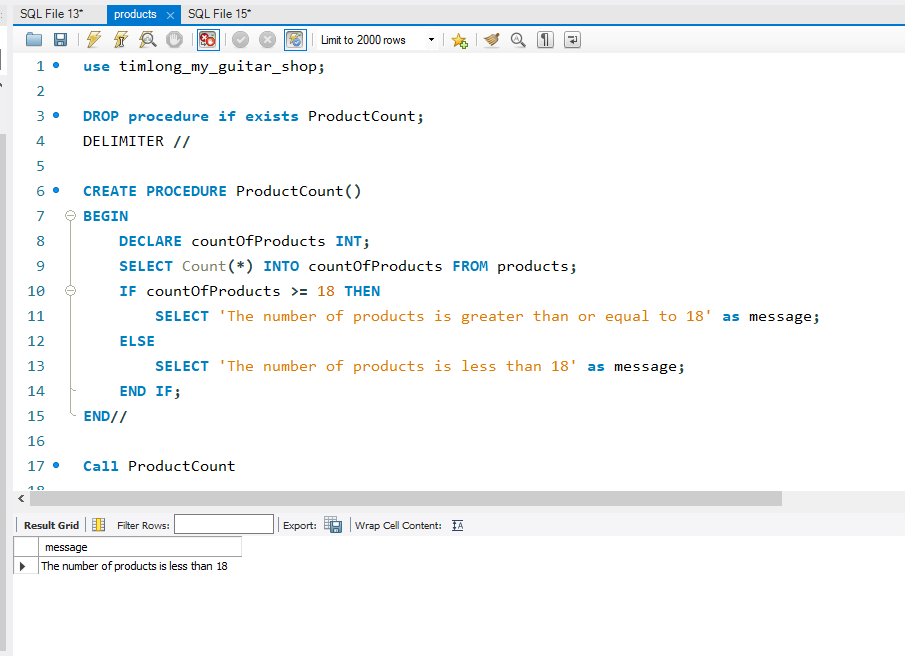 SQL File 13* products × SQL File 15*
Limit to 2000 rows
1 use timlong_my_guitar_shop;
2
3 DROP procedure if exists ProductCount;
4 DELIMITER //
5
6 CREATE PROCEDURE ProductCount()
7 BEGIN
8 DECLARE countOfProducts INT;
9 SELECT Count(*) INTO countOfProducts FROM products;
10 IF countOfProducts >= 18 THEN
11 SELECT 'The number of products is greater than or equal to 18' as message;
12 ELSE
13 SELECT 'The number of products is less than 18' as message;
14 END IF;
15 END//
16
17 Call ProductCount
18
Result Grid Filter Rows: Export: Wrap Cell Content:
message
The number of products is less than 18